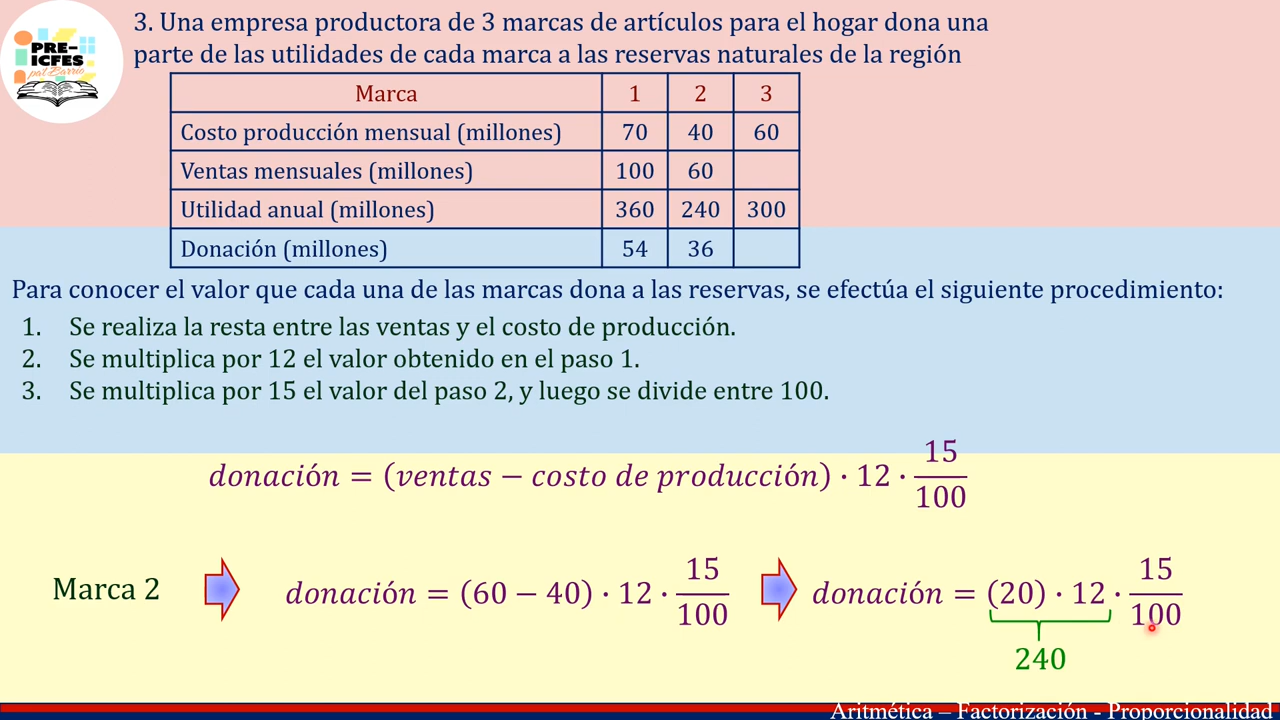 PRE-
ICFES
pat Barrio
3. Una empresa productora de 3 marcas de artículos para el hogar dona una
parte de las utilidades de cada marca a las reservas naturales de la región
Marca 1 2 3
Costo producción mensual (millones) 70 40 60
Ventas mensuales (millones) 100 60
Utilidad anual (millones) 360 240 300
Donación (millones) 54 36
Para conocer el valor que cada una de las marcas dona a las reservas, se efectúa el siguiente procedimiento:
1. Se realiza la resta entre las ventas y el costo de producción.
2. Se multiplica por 12 el valor obtenido en el paso 1.
3. Se multiplica por 15 el valor del paso 2, y luego se divide entre 100.
donación = (ventas − costo de producción) · 12 · 15/100
Marca 2 donación = (60 − 40) · 12 · 15/100 donación = (20) · 12 · 15/100
240
Aritmética – Factorización - Proporcionalidad